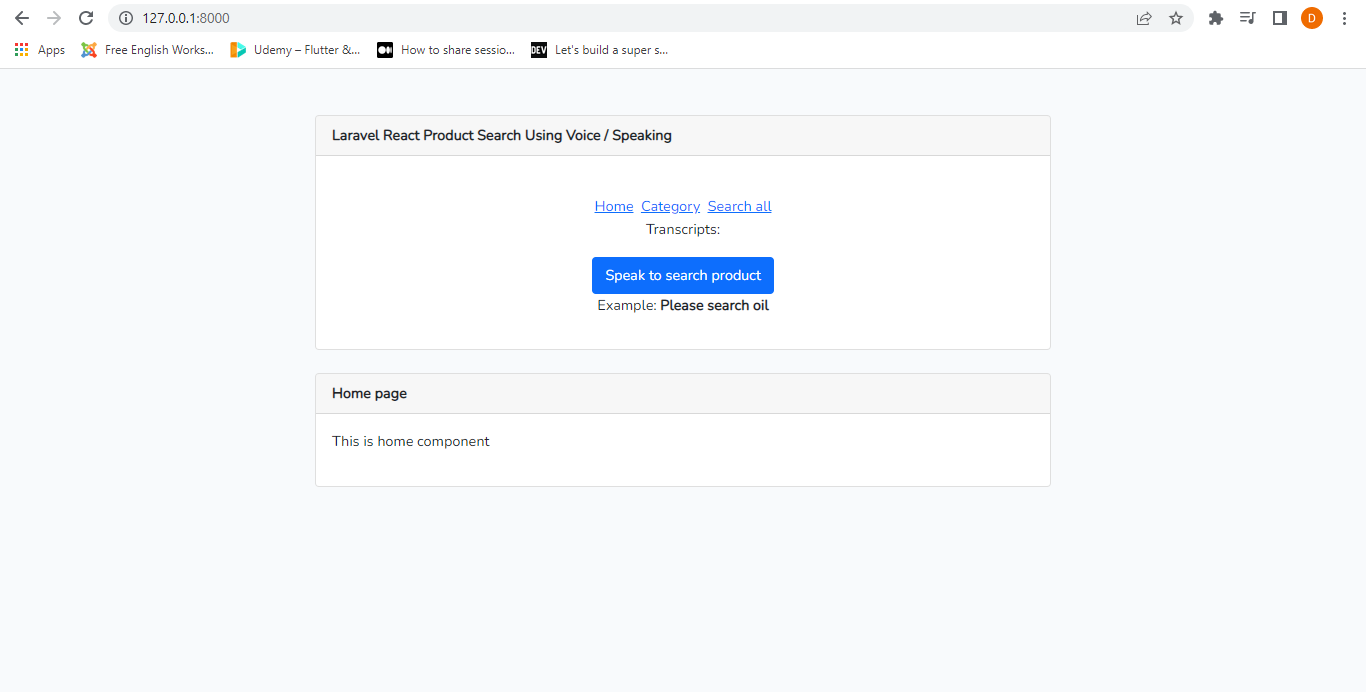 127.0.0.1:8000
D
Apps Free English Works... Udemy – Flutter &... How to share sessio... DEV Let's build a super s...
Laravel React Product Search Using Voice / Speaking
Home Category Search all
Transcripts:
Speak to search product
Example: Please search oil
Home page
This is home component